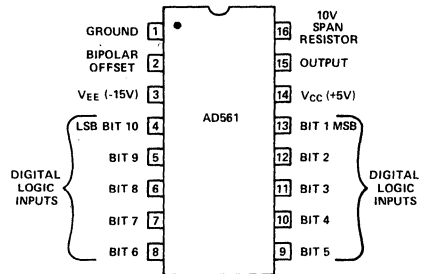 GROUND 1
BIPOLAR
OFFSET 2
VEE (-15V) 3
LSB BIT 10 4
BIT 9 5
BIT 8 6
BIT 7 7
BIT 6 8
DIGITAL
LOGIC
INPUTS
AD561
10V
SPAN
RESISTOR
16
15 OUTPUT
14 VCC (+5V)
13 BIT 1 MSB
12 BIT 2
11 BIT 3
10 BIT 4
9 BIT 5
DIGITAL
LOGIC
INPUTS